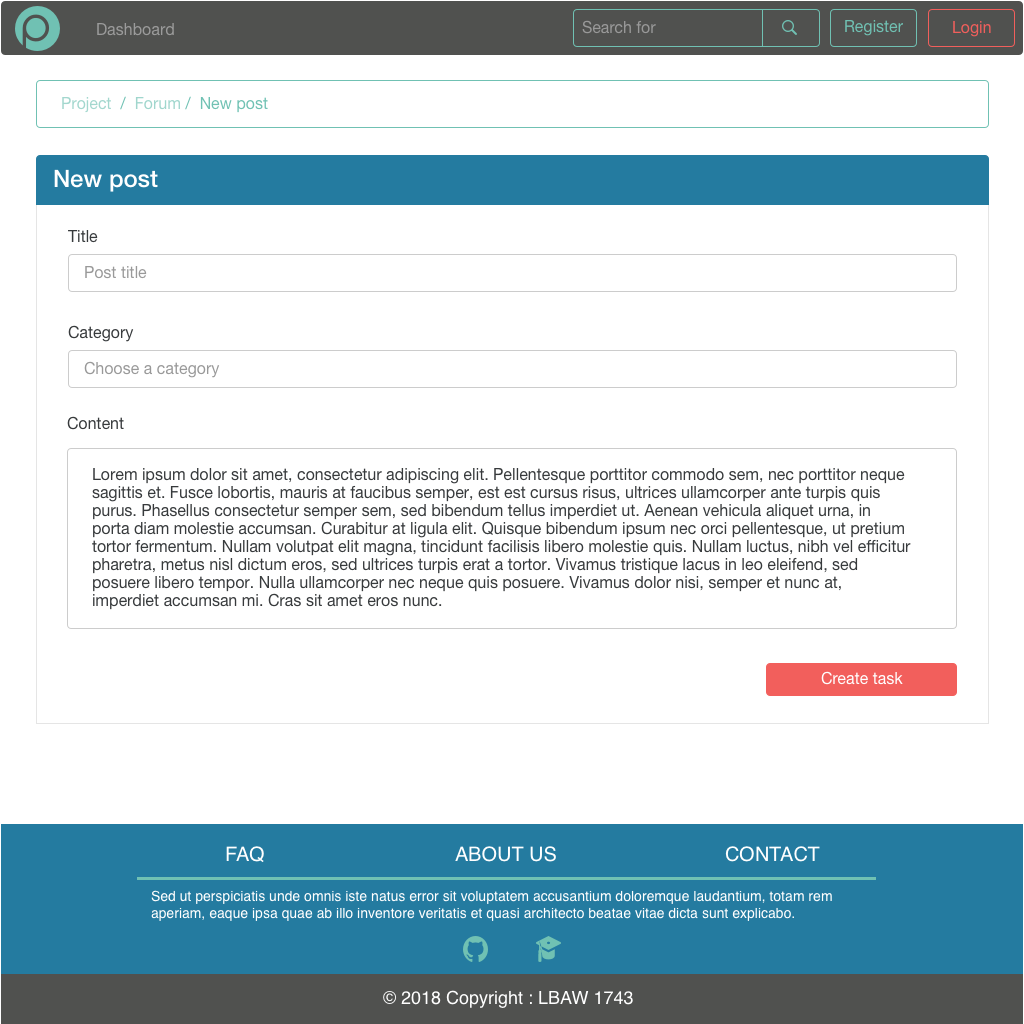 Dashboard
Search for
Register
Login
Project / Forum / New post
New post
Title
Post title
Category
Choose a category
Content
Lorem ipsum dolor sit amet, consectetur adipiscing elit. Pellentesque porttitor commodo sem, nec porttitor neque
sagittis et. Fusce lobortis, mauris at faucibus semper, est est cursus risus, ultrices ullamcorper ante turpis quis
purus. Phasellus consectetur semper sem, sed bibendum tellus imperdiet ut. Aenean vehicula aliquet urna, in
porta diam molestie accumsan. Curabitur at ligula elit. Quisque bibendum ipsum nec orci pellentesque, ut pretium
tortor fermentum. Nullam volutpat elit magna, tincidunt facilisis libero molestie quis. Nullam luctus, nibh vel efficitur
pharetra, metus nisl dictum eros, sed ultrices turpis erat a tortor. Vivamus tristique lacus in leo eleifend, sed
posuere libero tempor. Nulla ullamcorper nec neque quis posuere. Vivamus dolor nisi, semper et nunc at,
imperdiet accumsan mi. Cras sit amet eros nunc.
Create task
FAQ
ABOUT US
CONTACT
Sed ut perspiciatis unde omnis iste natus error sit voluptatem accusantium doloremque laudantium, totam rem
aperiam, eaque ipsa quae ab illo inventore veritatis et quasi architecto beatae vitae dicta sunt explicabo.
© 2018 Copyright : LBAW 1743